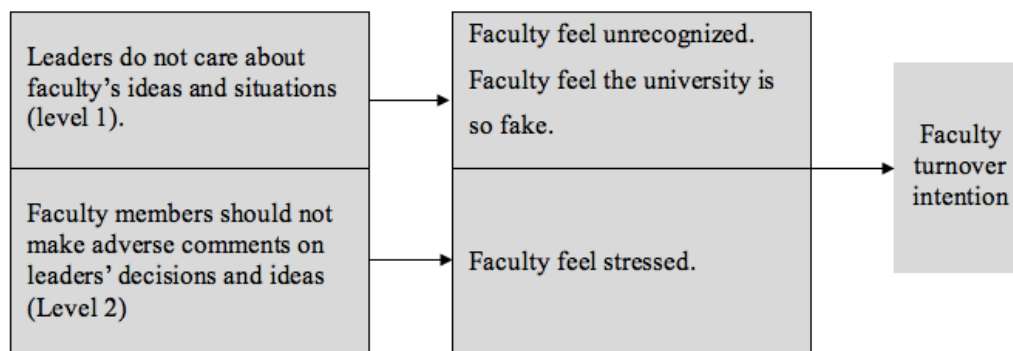 Leaders do not care about
faculty’s ideas and situations
(level 1).
Faculty members should not
make adverse comments on
leaders’ decisions and ideas
(Level 2)
Faculty feel unrecognized.
Faculty feel the university is
so fake.
Faculty feel stressed.
Faculty
turnover
intention